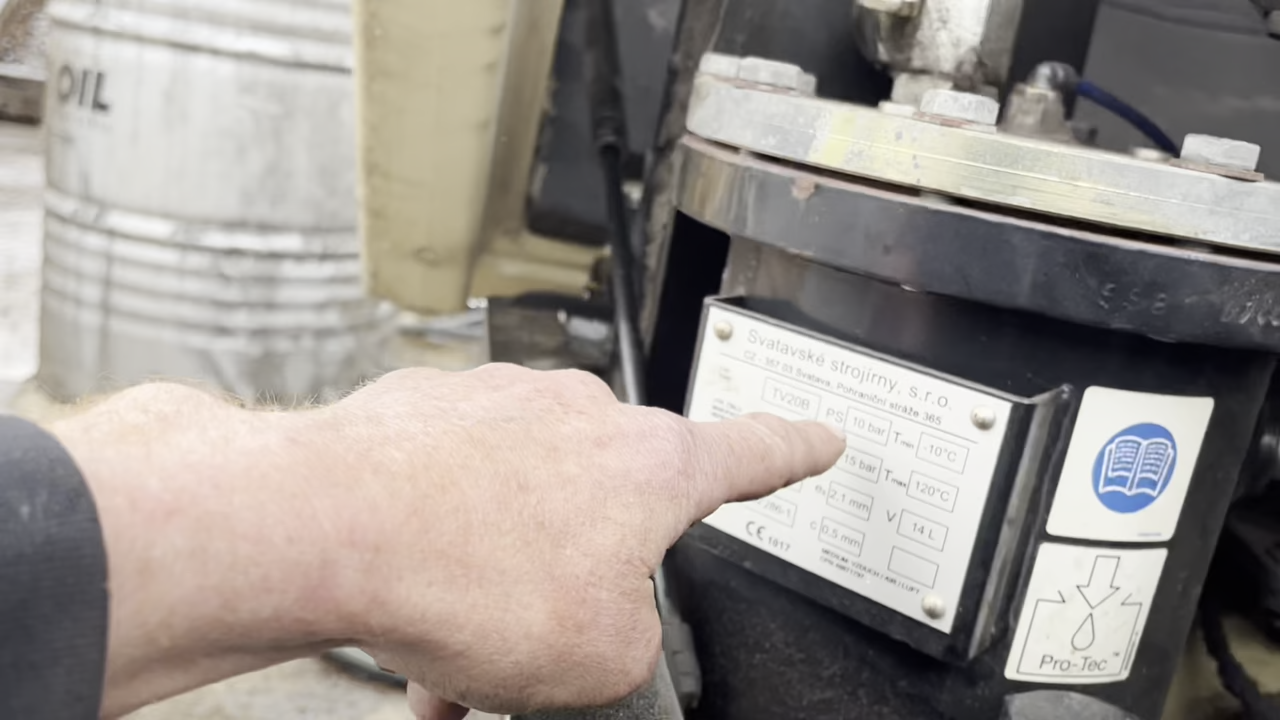 OIL
Svatavské strojírny, s.r.o.
CZ - 357 03 Svatava, Pohraniční stráže 365
TV20B PS 10 bar Tmin -10°C
15 bar Tmax 120°C
2,1 mm V 14 L
c 0,5 mm
CE 1017
Pro-Tec™